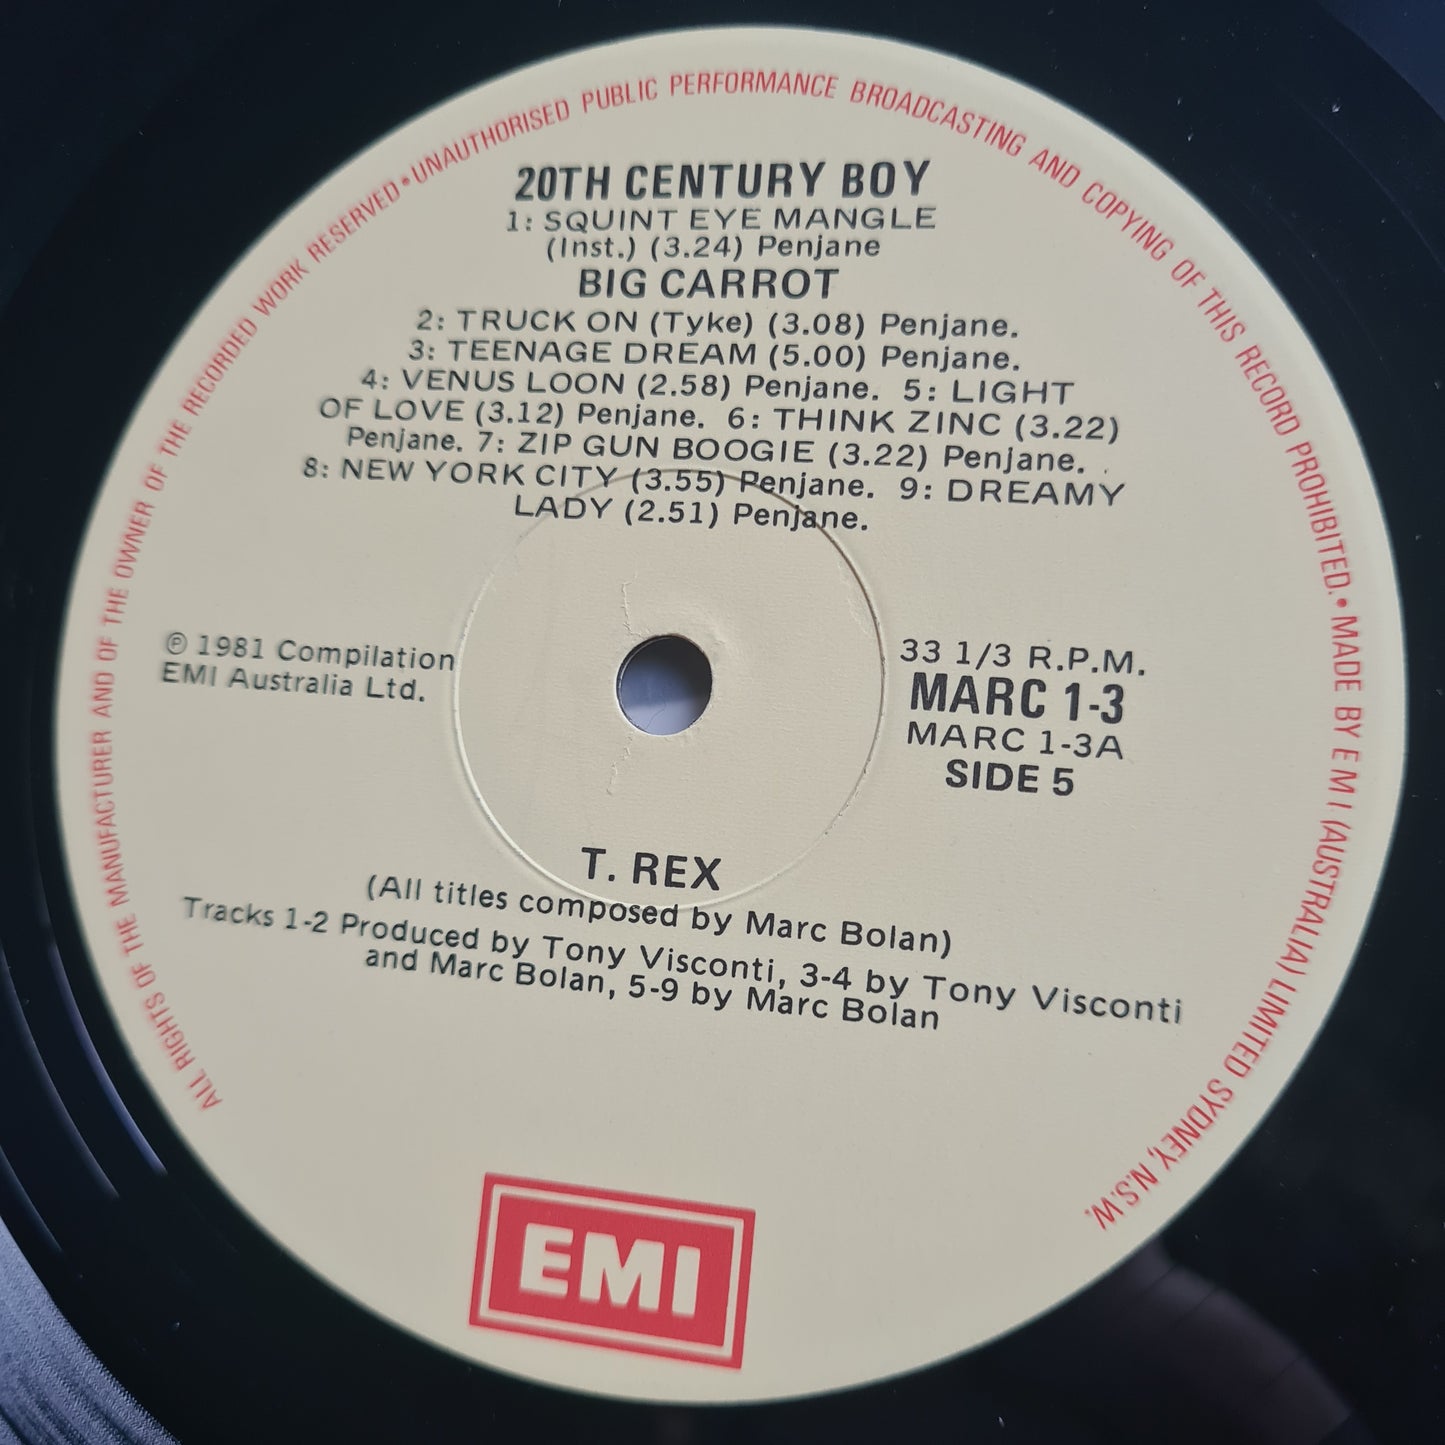 ALL RIGHTS OF THE MANUFACTURER AND OF THE OWNER OF THE RECORDED WORK RESERVED • UNAUTHORISED PUBLIC PERFORMANCE BROADCASTING AND COPYING OF THIS RECORD PROHIBITED. • MADE BY E M I (AUSTRALIA) LIMITED SYDNEY, N.S.W.
20TH CENTURY BOY
1: SQUINT EYE MANGLE
(Inst.) (3.24) Penjane
BIG CARROT
2: TRUCK ON (Tyke) (3.08) Penjane.
3: TEENAGE DREAM (5.00) Penjane.
4: VENUS LOON (2.58) Penjane. 5: LIGHT
OF LOVE (3.12) Penjane. 6: THINK ZINC (3.22)
Penjane. 7: ZIP GUN BOOGIE (3.22) Penjane.
8: NEW YORK CITY (3.55) Penjane. 9: DREAMY
LADY (2.51) Penjane.
℗ 1981 Compilation
EMI Australia Ltd.
33 1/3 R.P.M.
MARC 1-3
MARC 1-3A
SIDE 5
T. REX
(All titles composed by Marc Bolan)
Tracks 1-2 Produced by Tony Visconti, 3-4 by Tony Visconti
and Marc Bolan, 5-9 by Marc Bolan
EMI